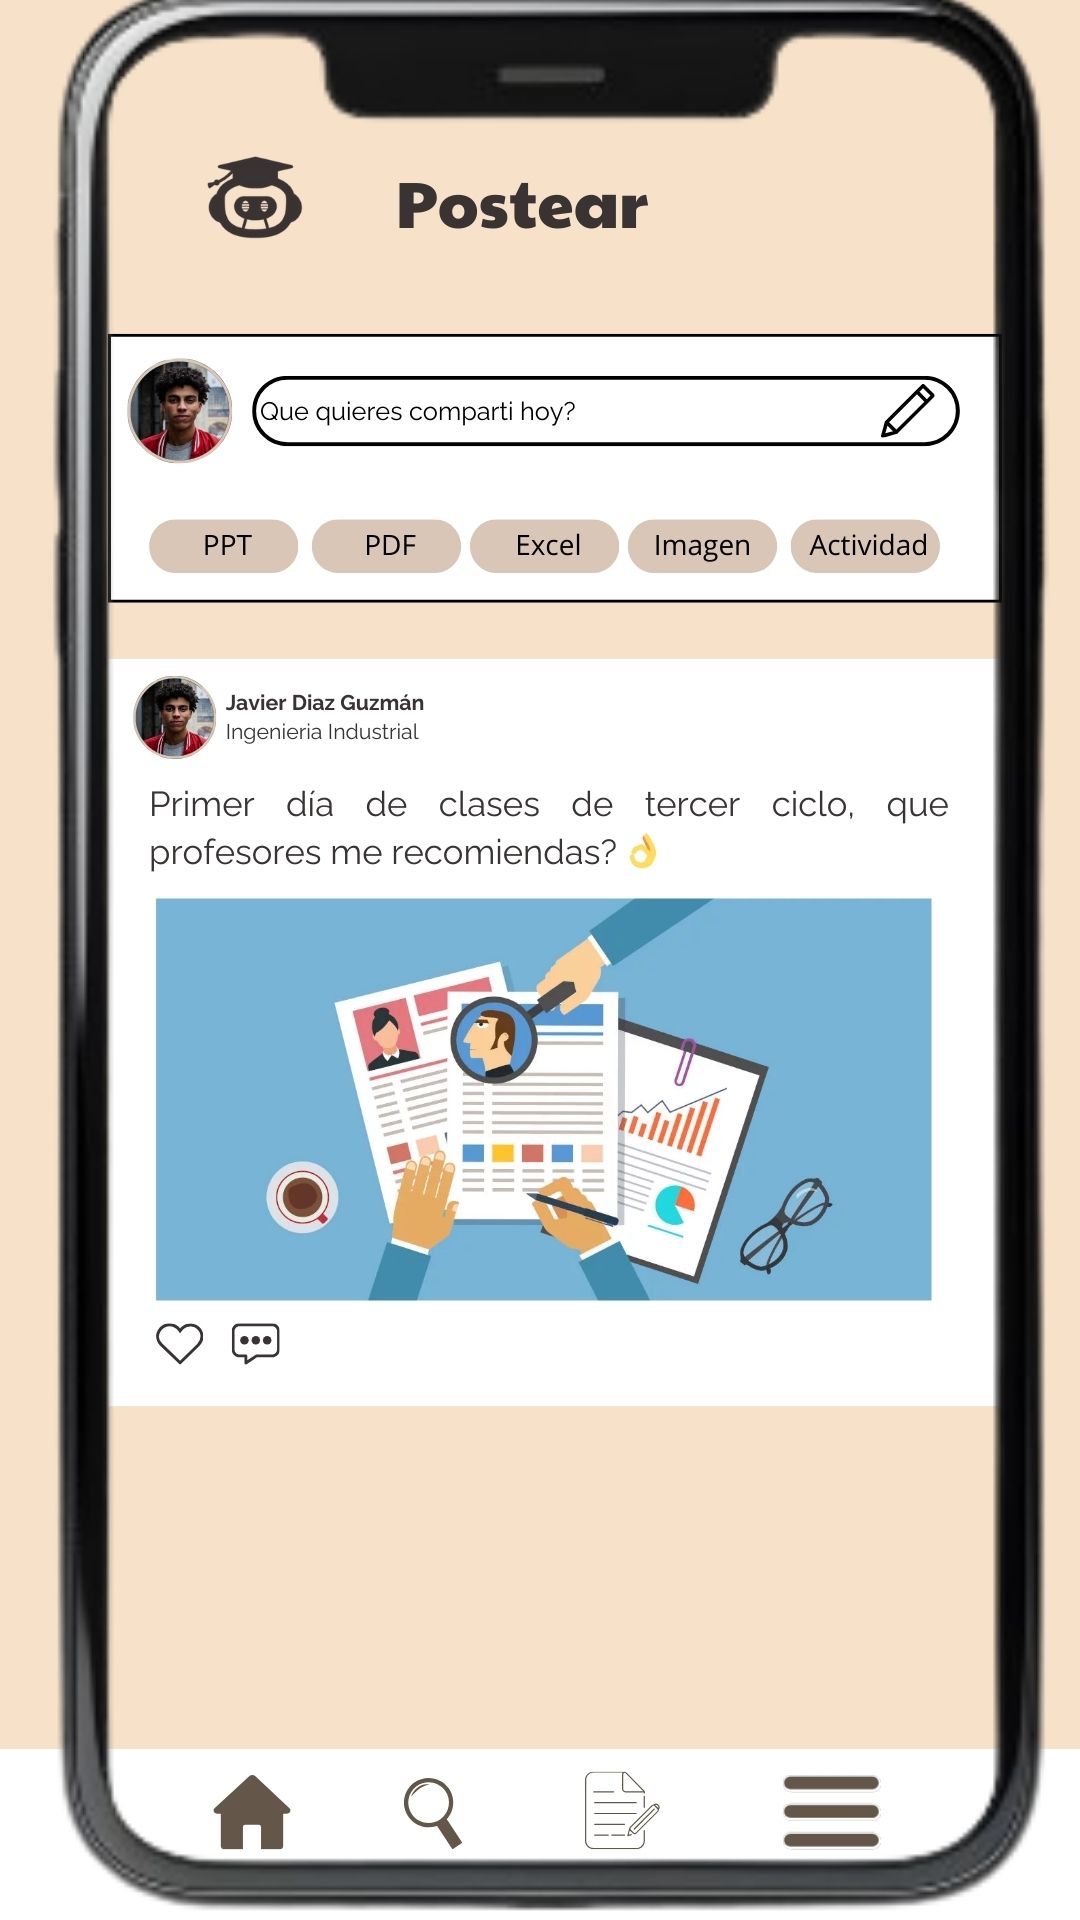 Postear
Que quieres comparti hoy?
PPT
PDF
Excel
Imagen
Actividad
Javier Diaz Guzmán
Ingenieria Industrial
Primer día de clases de tercer ciclo, que
profesores me recomiendas? 👌